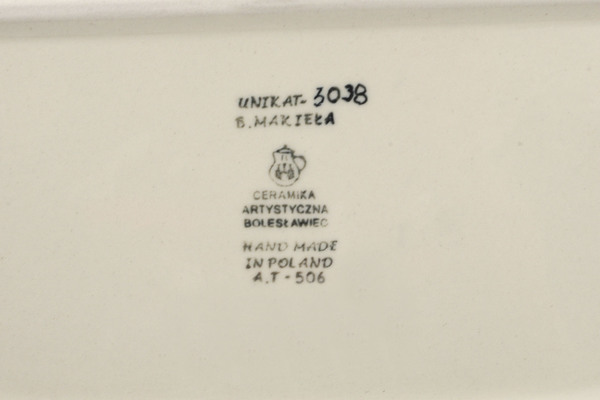 UNIKAT-3038
B.MAKIEŁA
CERAMIKA
ARTYSTYCZNA
BOLESŁAWIEC
HAND MADE
IN POLAND
A.T-506